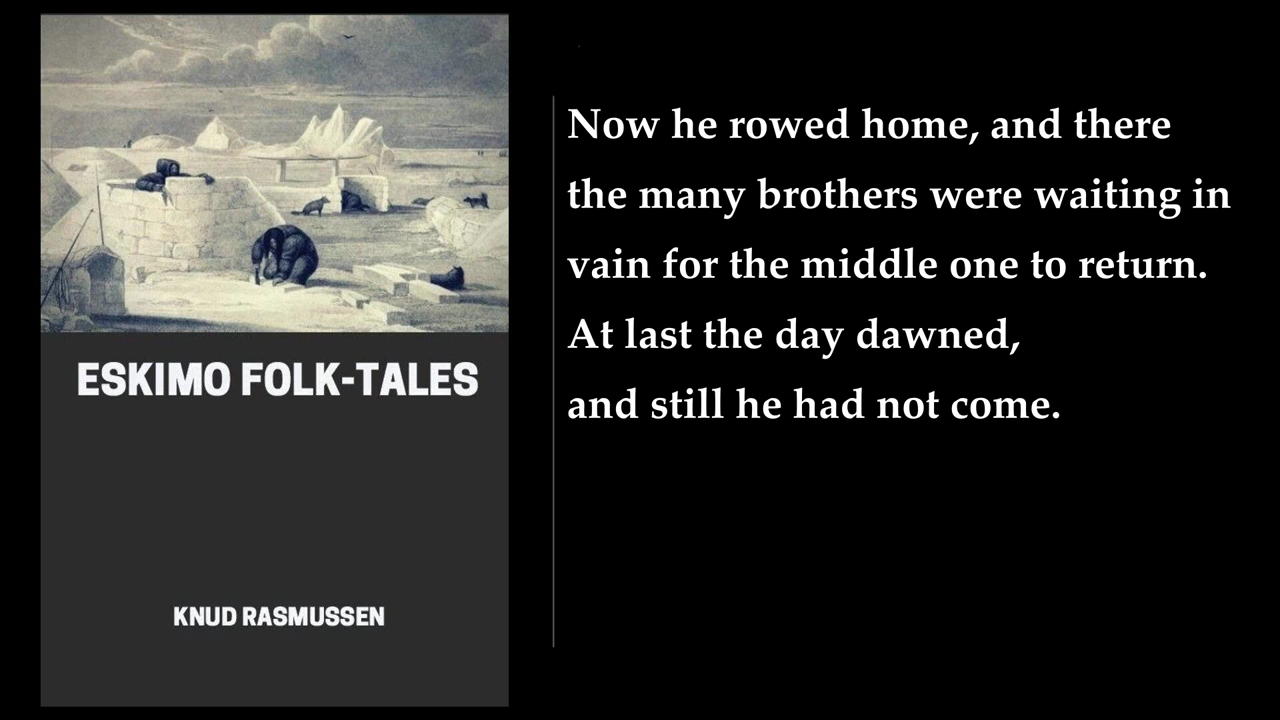 ESKIMO FOLK-TALES
KNUD RASMUSSEN
Now he rowed home, and there
the many brothers were waiting in
vain for the middle one to return.
At last the day dawned,
and still he had not come.